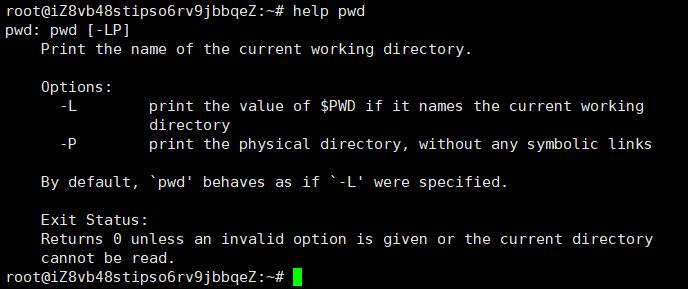 root@iZ8vb48stipso6rv9jbbqeZ:~# help pwd
pwd: pwd [-LP]
    Print the name of the current working directory.

    Options:
      -L        print the value of $PWD if it names the current working
                directory
      -P        print the physical directory, without any symbolic links

    By default, `pwd' behaves as if `-L' were specified.

    Exit Status:
    Returns 0 unless an invalid option is given or the current directory
    cannot be read.
root@iZ8vb48stipso6rv9jbbqeZ:~#